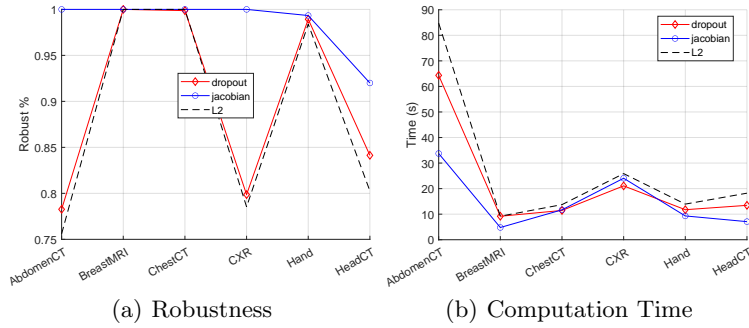 1
0.95
0.9
0.85
0.8
0.75
Robust %
dropout
jacobian
L2
AbdomenCT
BreastMRI
ChestCT
CXR
Hand
HeadCT
(a) Robustness
90
80
70
60
50
40
30
20
10
0
Time (s)
dropout
jacobian
L2
AbdomenCT
BreastMRI
ChestCT
CXR
Hand
HeadCT
(b) Computation Time